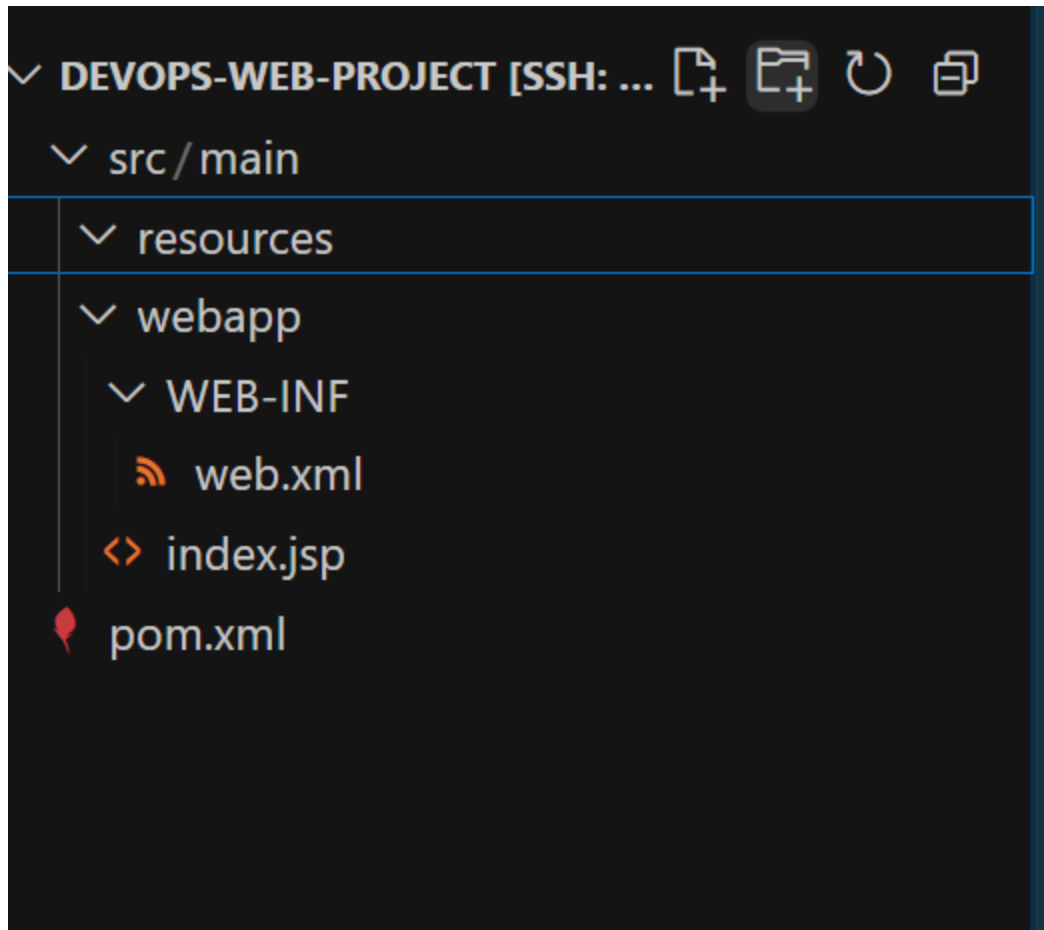 DEVOPS-WEB-PROJECT [SSH: ...
src / main
resources
webapp
WEB-INF
web.xml
index.jsp
pom.xml